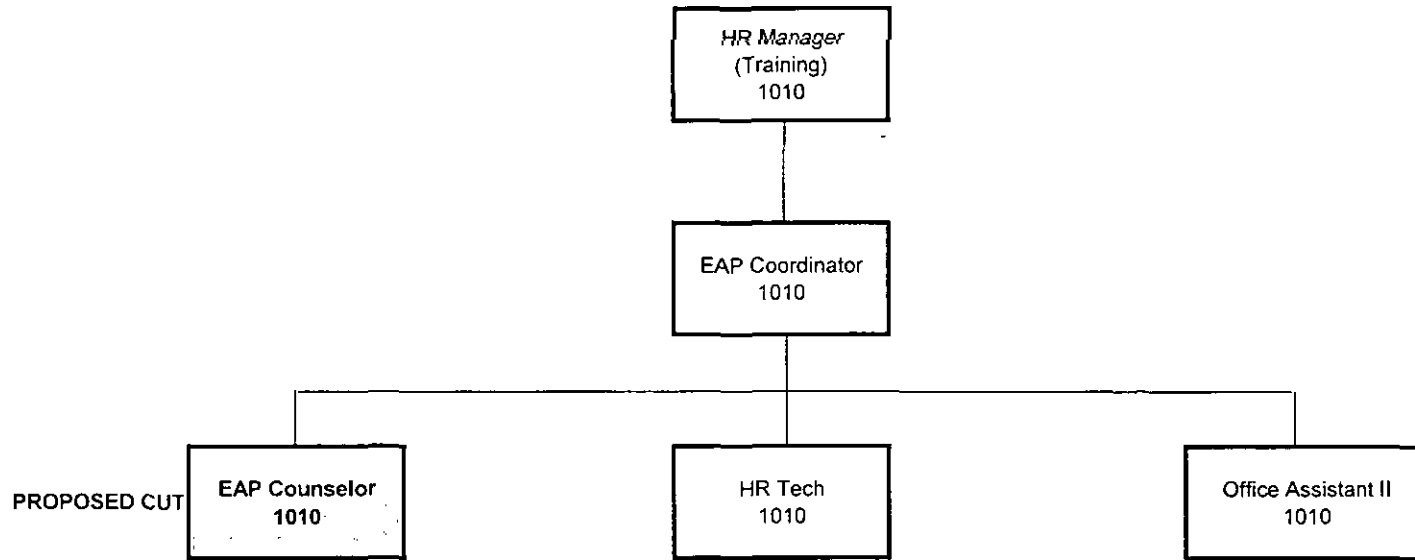 HR Manager
(Training)
1010
EAP Coordinator
1010
PROPOSED CUT
EAP Counselor
1010
HR Tech
1010
Office Assistant II
1010